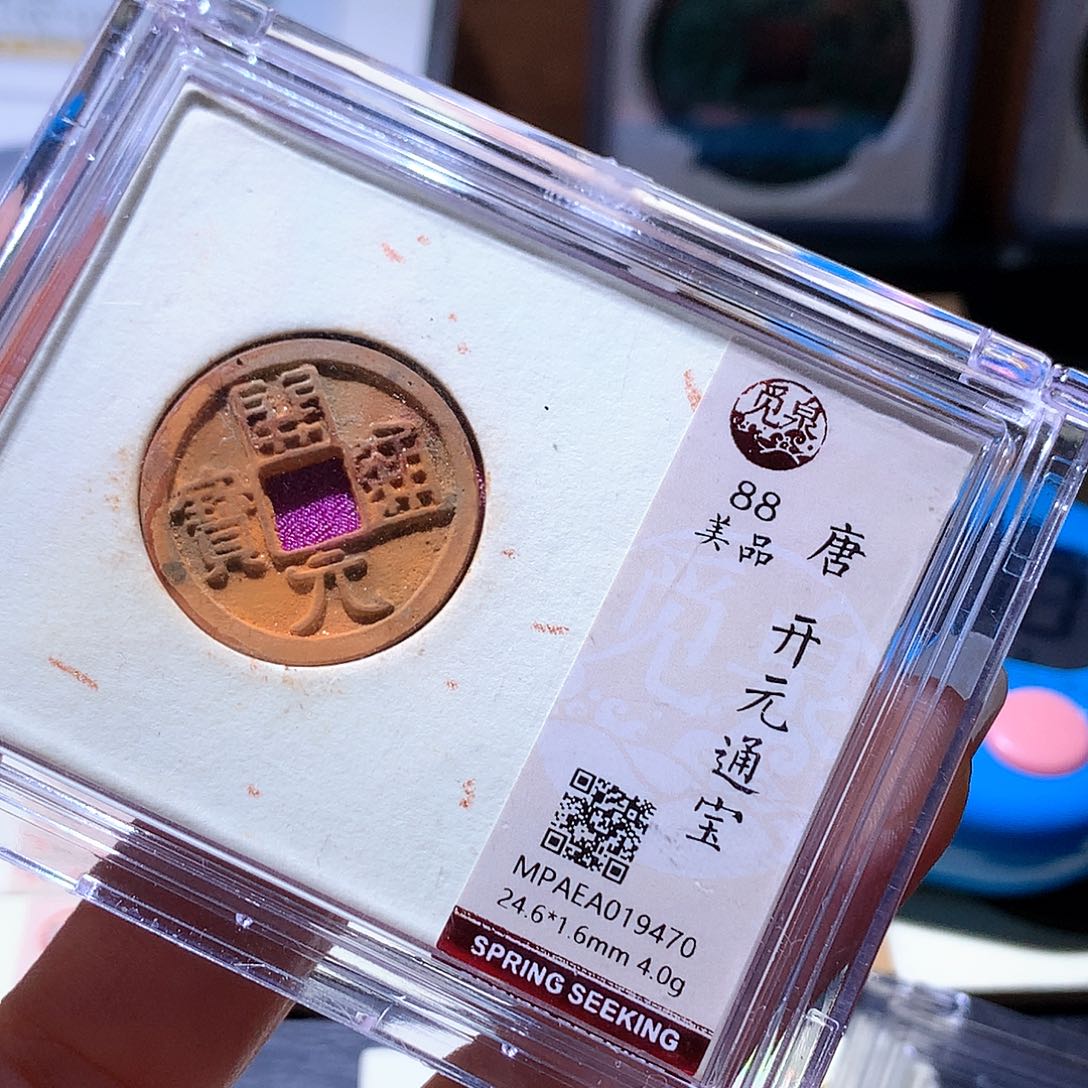 開元通寶
觅泉
88
美品
唐
开元通宝
MPAEA019470
24.6*1.6mm 4.0g
SPRING SEEKING